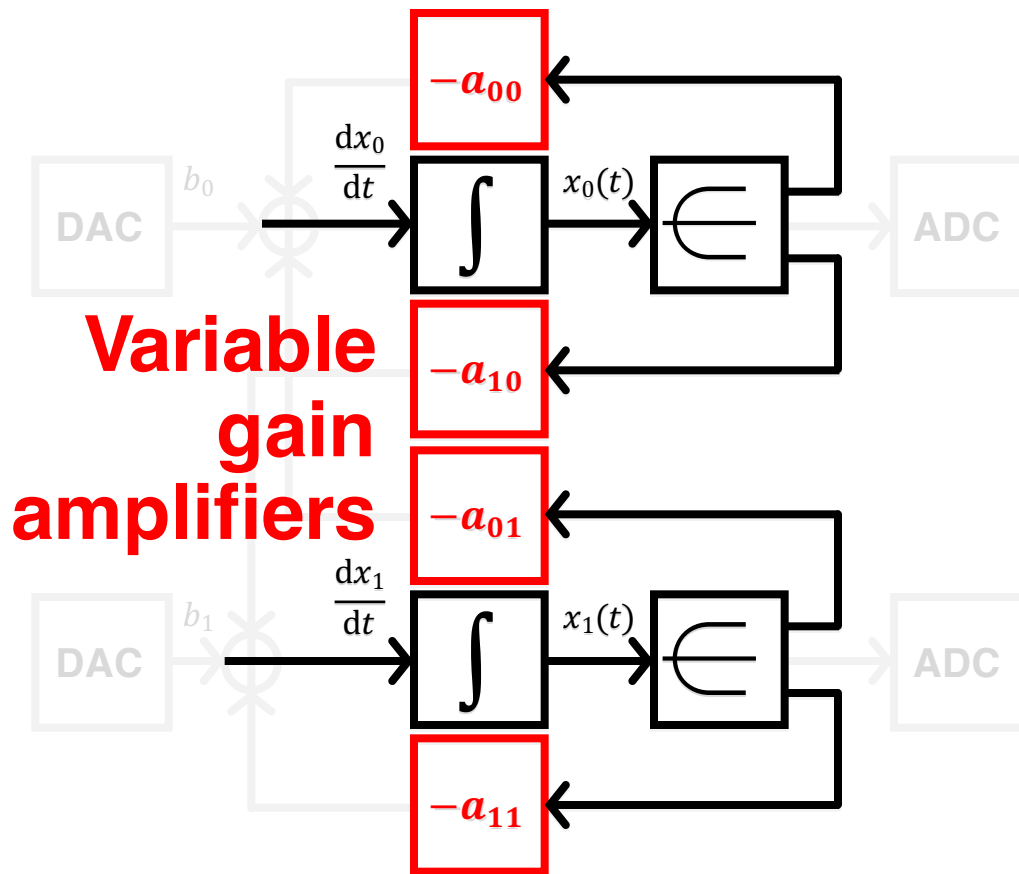 −a₀₀
dx₀
dt
x₀(t)
b₀
DAC
∫
ADC
Variable
gain
amplifiers
−a₁₀
−a₀₁
dx₁
dt
x₁(t)
b₁
DAC
∫
ADC
−a₁₁